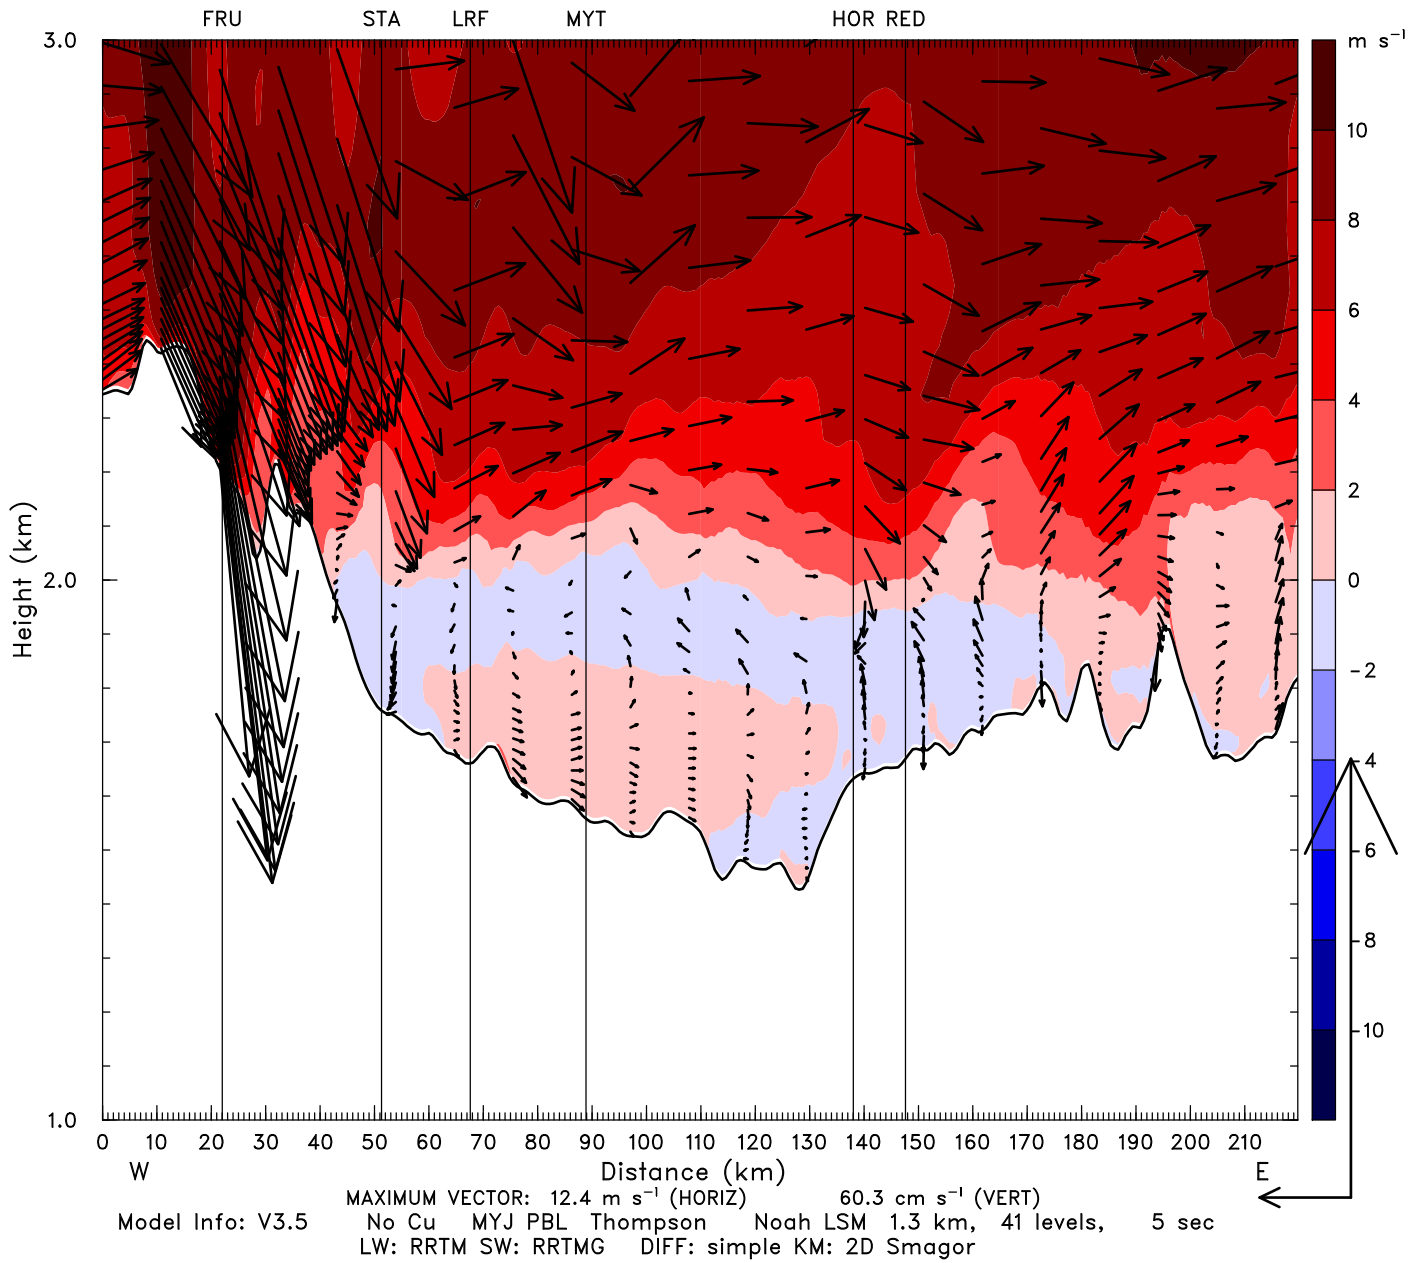 FRU STA LRF MYT HOR RED
3.0
m s⁻¹
10
8
6
4
2
2.0
0
Height (km)
−2
−4
−6
−8
−10
1.0
0 10 20 30 40 50 60 70 80 90 100 110 120 130 140 150 160 170 180 190 200 210
W Distance (km) E
MAXIMUM VECTOR: 12.4 m s⁻¹ (HORIZ) 60.3 cm s⁻¹ (VERT)
Model Info: V3.5 No Cu MYJ PBL Thompson Noah LSM 1.3 km, 41 levels, 5 sec
LW: RRTM SW: RRTMG DIFF: simple KM: 2D Smagor